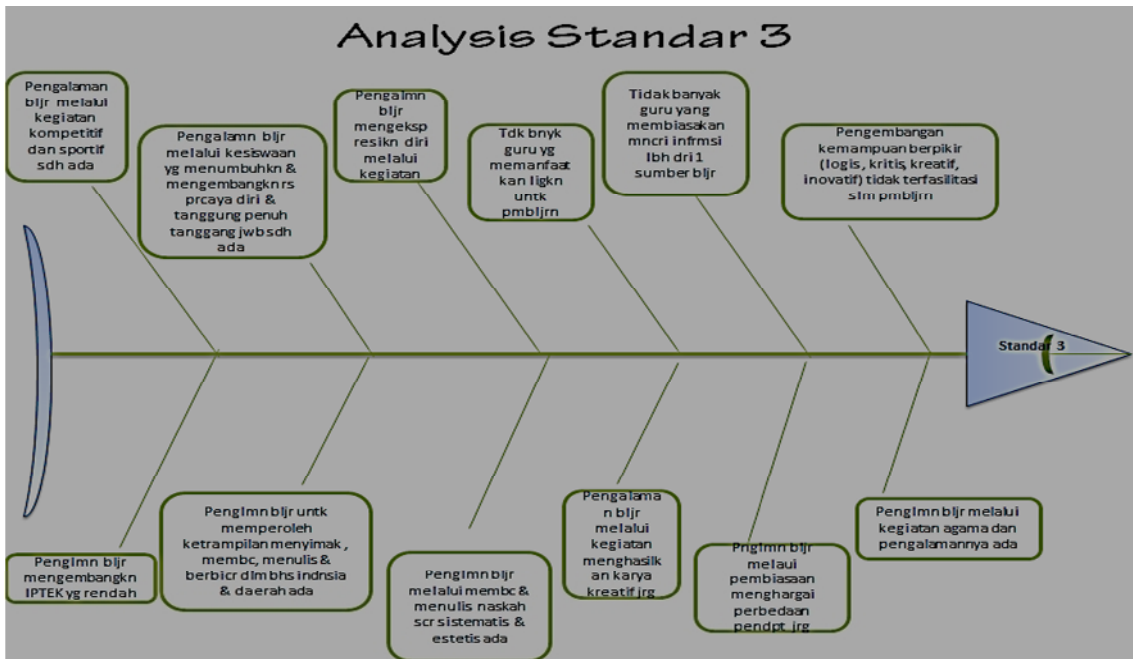 Analysis Standar 3
Pengalaman
bljr melalui
kegiatan
kompetitif
dan sportif
sdh ada
Pengalamn bljr
melalui kesiswaan
yg menumbuhkn &
mengembangkn rs
prcaya diri &
tanggung penuh
tanggang jwb sdh
ada
Pengalmn
bljr
mengeksp
resikn diri
melalui
kegiatan
Tdk bnyk
guru yg
memanfaat
kan ligkn
untk
pmbljrn
Tidak banyak
guru yang
membiasakan
mncri infrmsi
lbh dri 1
sumber bljr
Pengembangan
kemampuan berpikir
(logis, kritis, kreatif,
inovatif) tidak terfasilitasi
slm pmbljrn
Standar 3
Penglmn bljr
mengembangkn
IPTEK yg rendah
Penglmn bljr untk
memperoleh
ketrampilan menyimak,
membc, menulis &
berbicr dlm bhs indnsia
& daerah ada
Penglmn bljr
melalui membc &
menulis naskah
scr sistematis &
estetis ada
Pengalama
n bljr
melalui
kegiatan
menghasilk
an karya
kreatif jrg
Pnglmn bljr
melaui
pembiasaan
menghargai
perbedaan
pendpt jrg
Penglmn bljr melalui
kegiatan agama dan
pengalamannya ada